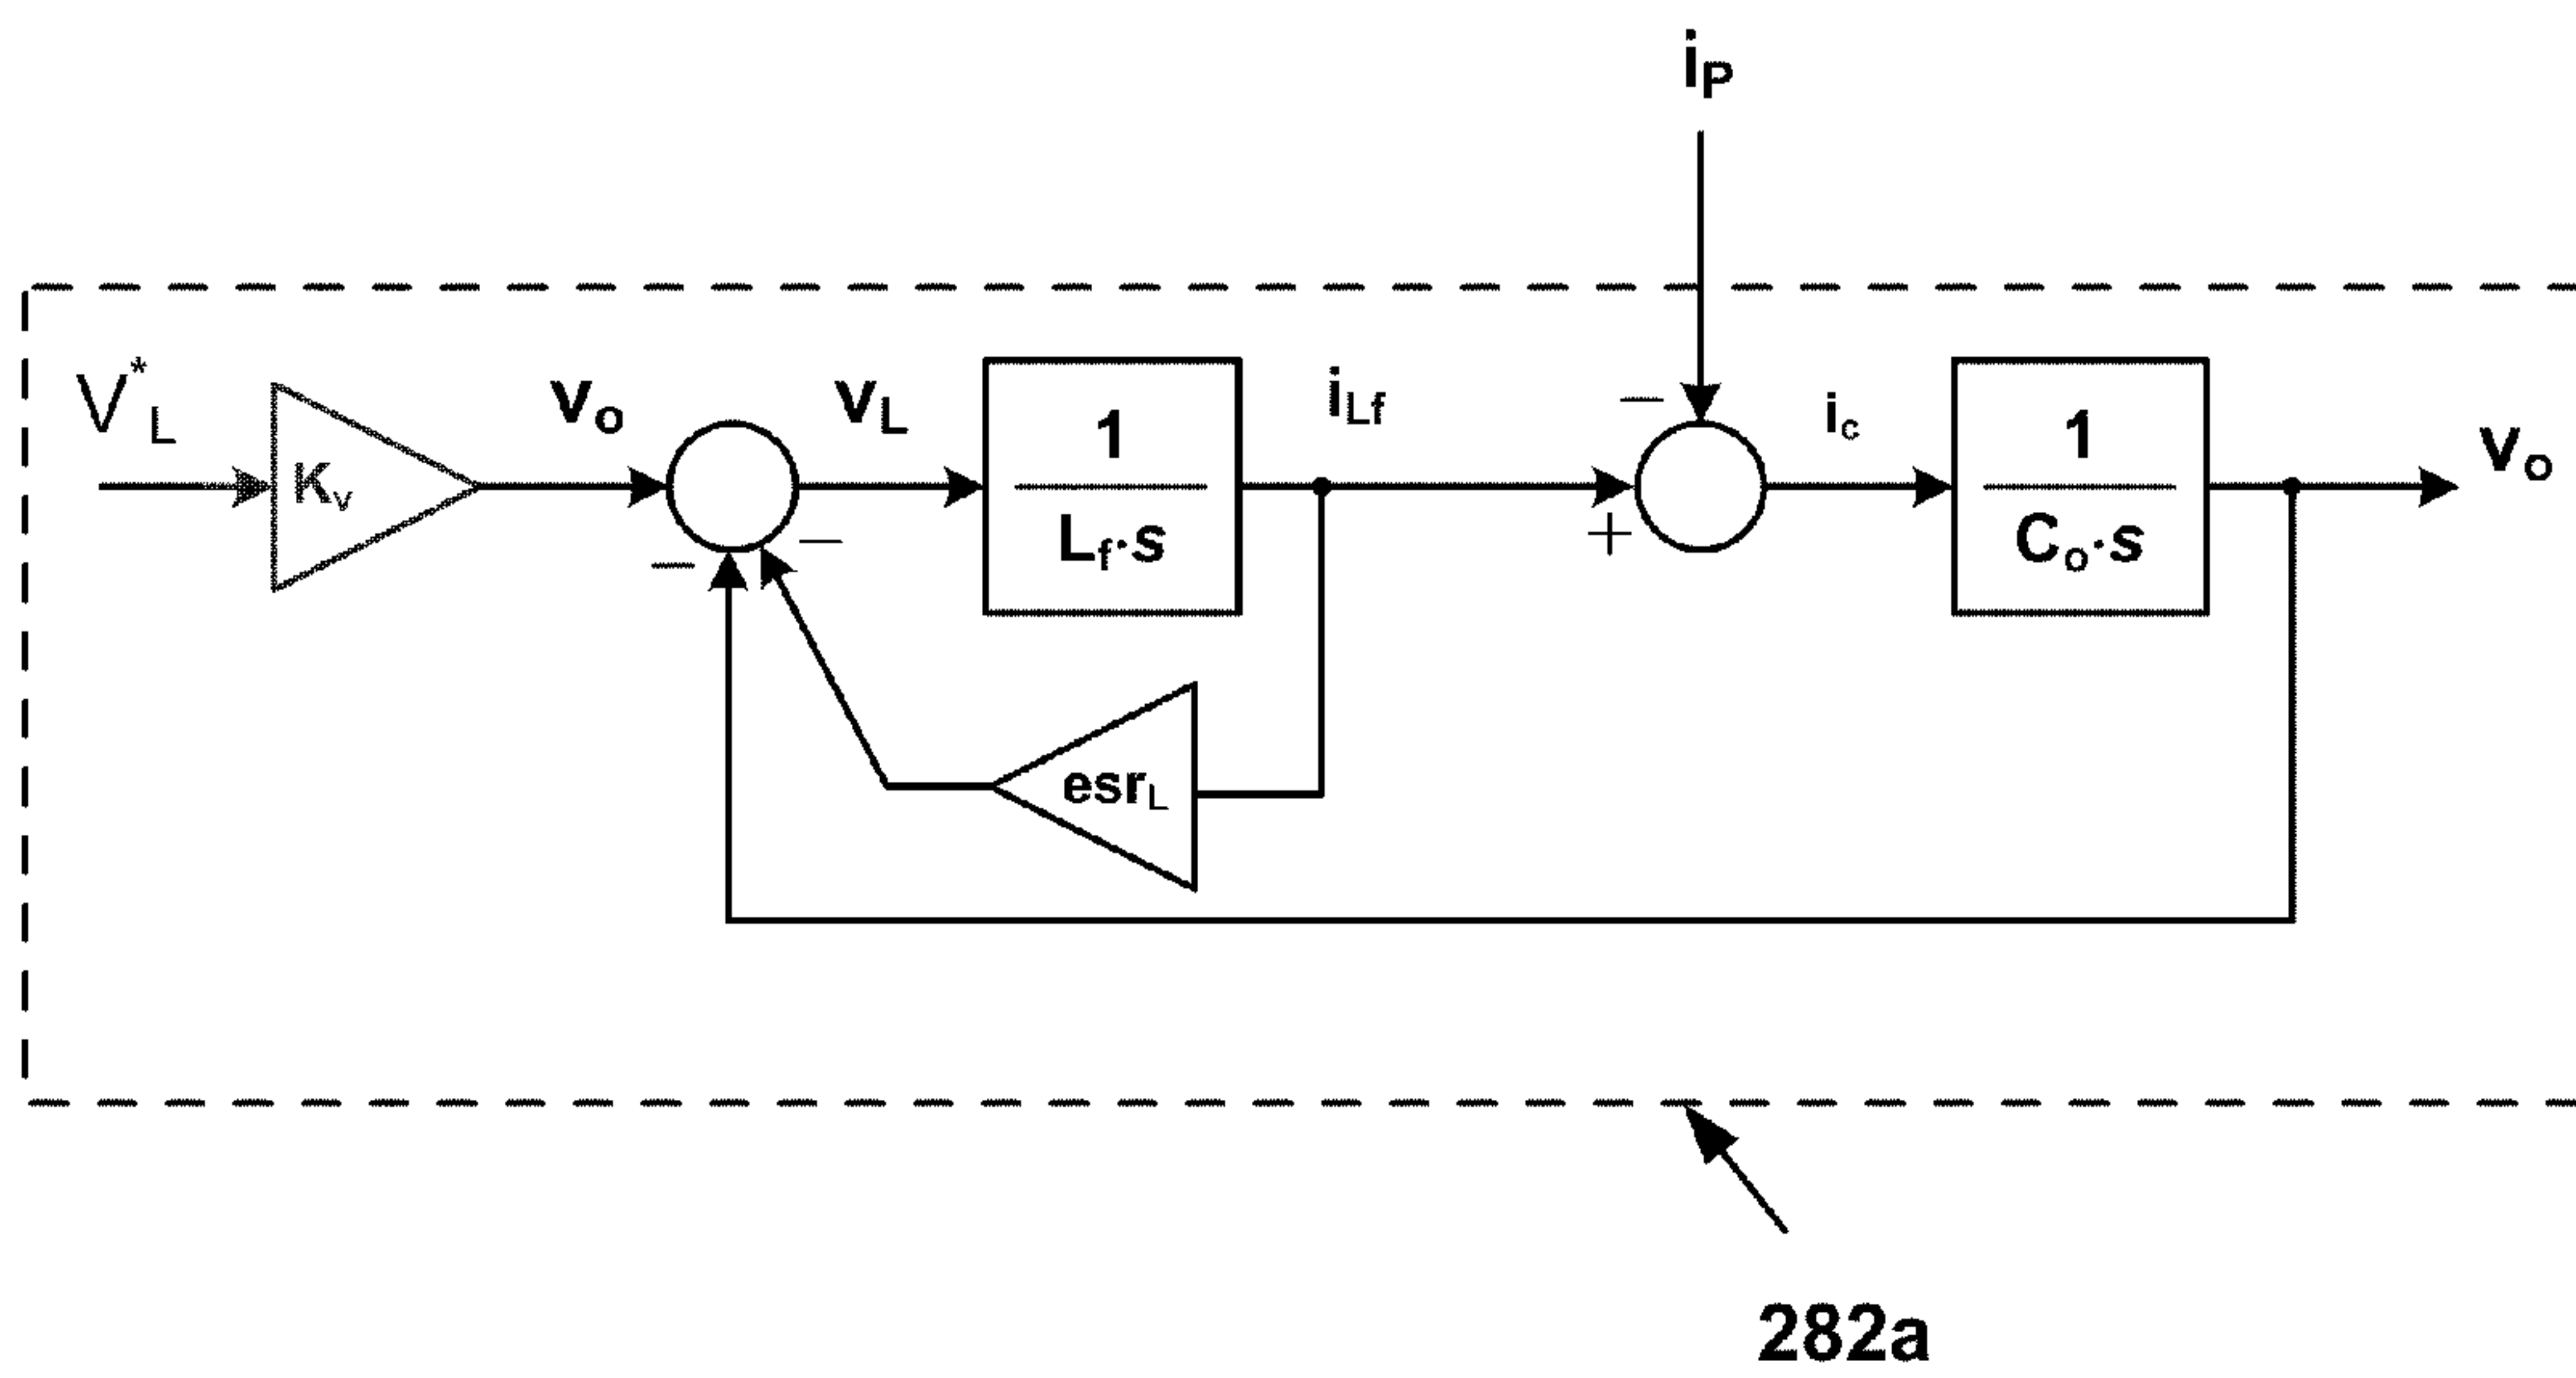 iP
V*L
Kv
vo
−
−
vL
1
Lf·s
iLf
−
+
ic
1
Co·s
vo
esrL
282a